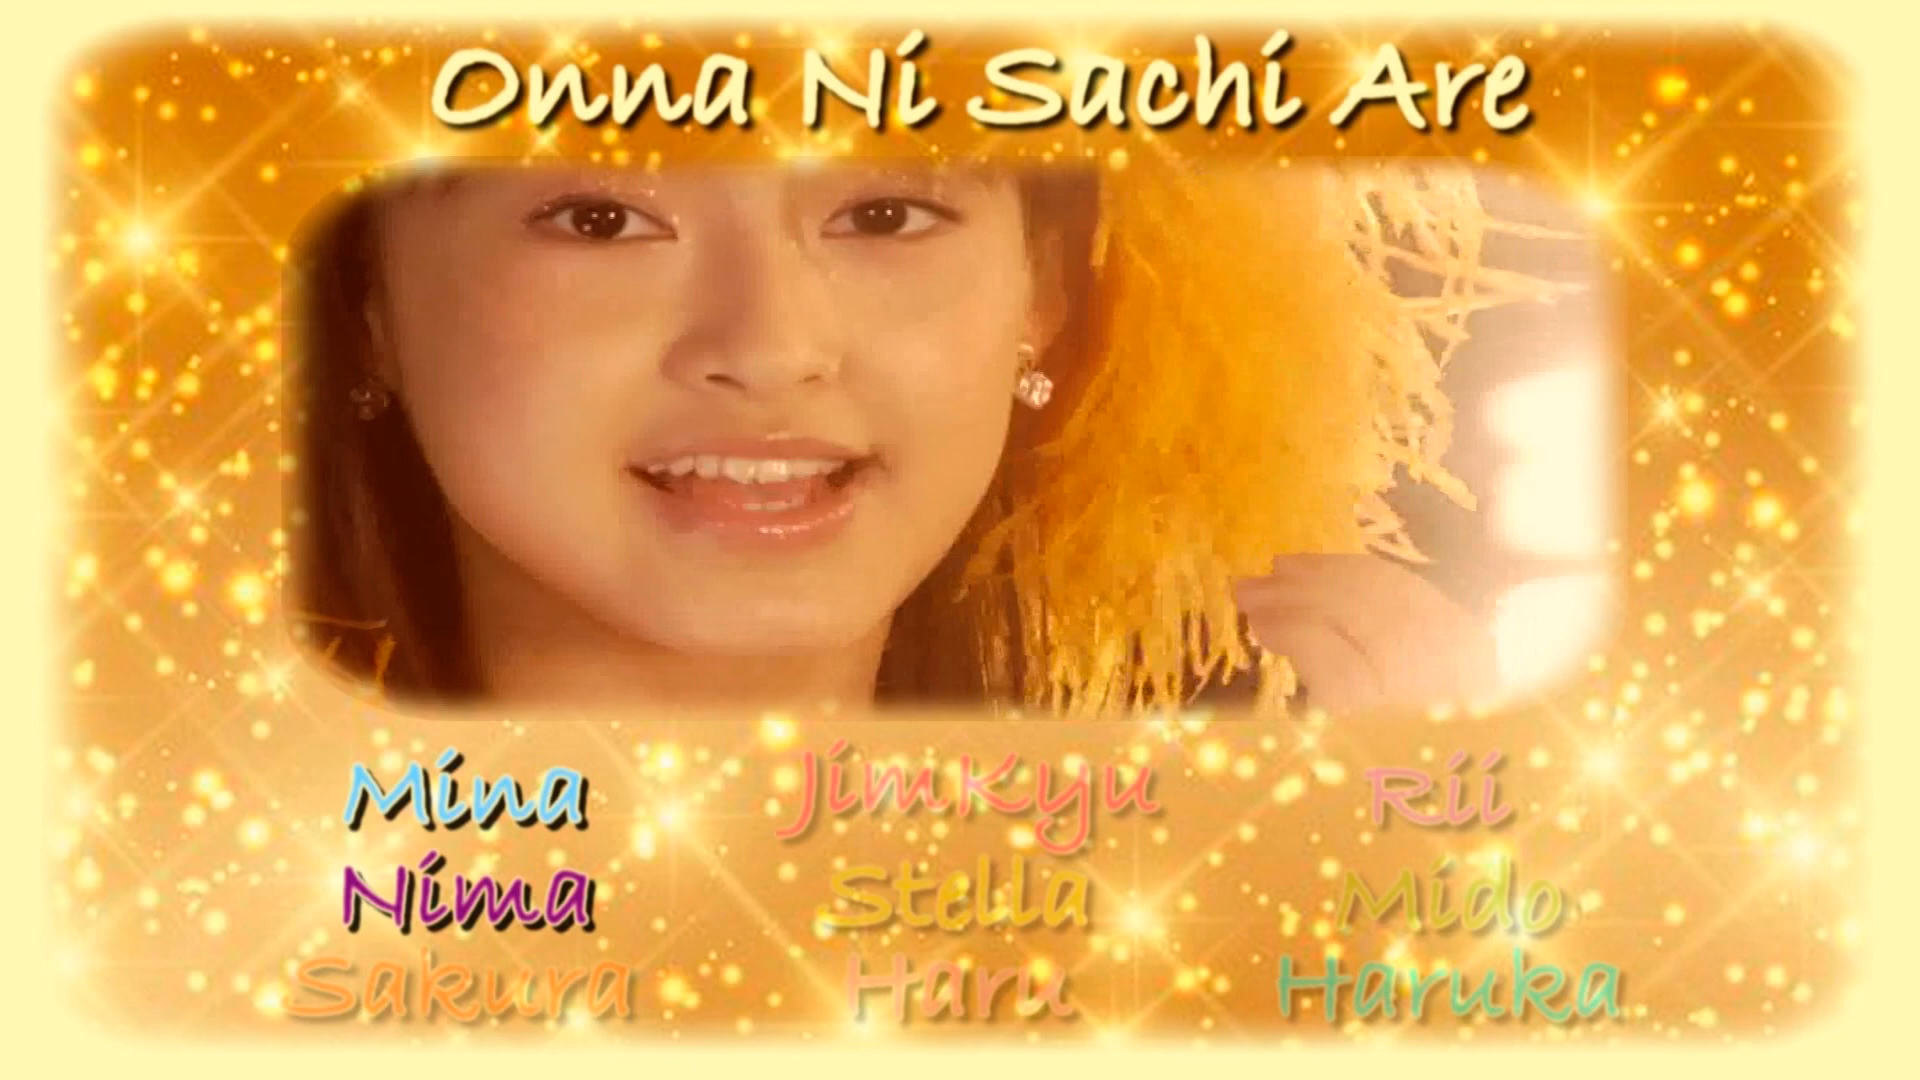 Onna Ni Sachi Are
Mina JimKyu Rii
Nima Stella Mido
Sakura Haru Haruka